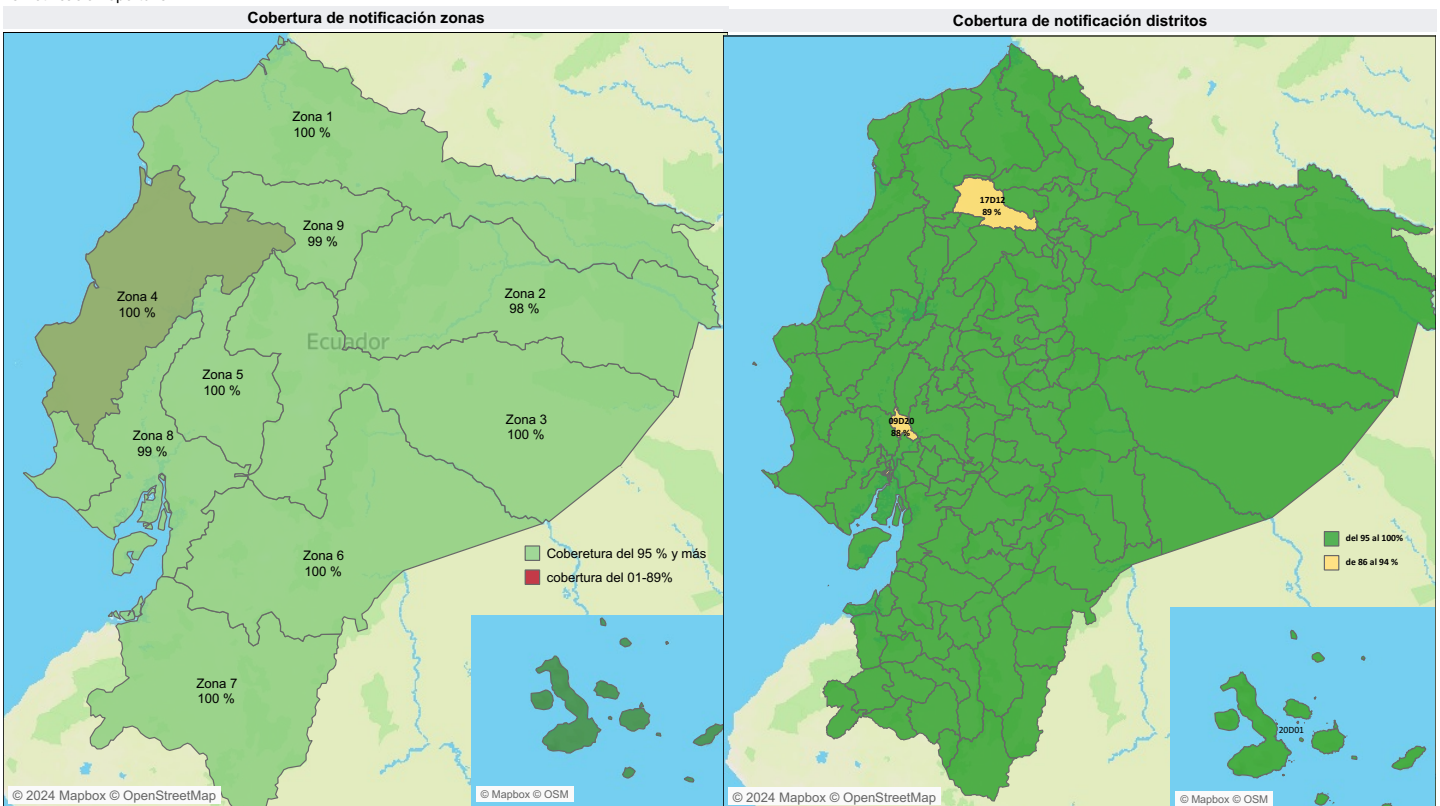 Cobertura de notificación zonas
Zona 1
100 %
Zona 9
99 %
Zona 4
100 %
Zona 2
98 %
Ecuador
Zona 5
100 %
Zona 3
100 %
Zona 8
99 %
Zona 6
100 %
Coberetura del 95 % y más
cobertura del 01-89%
Zona 7
100 %
© 2024 Mapbox © OpenStreetMap
© Mapbox © OSM
Cobertura de notificación distritos
17D12
89 %
09D20
88 %
del 95 al 100%
de 86 al 94 %
20D01
© 2024 Mapbox © OpenStreetMap
© Mapbox © OSM